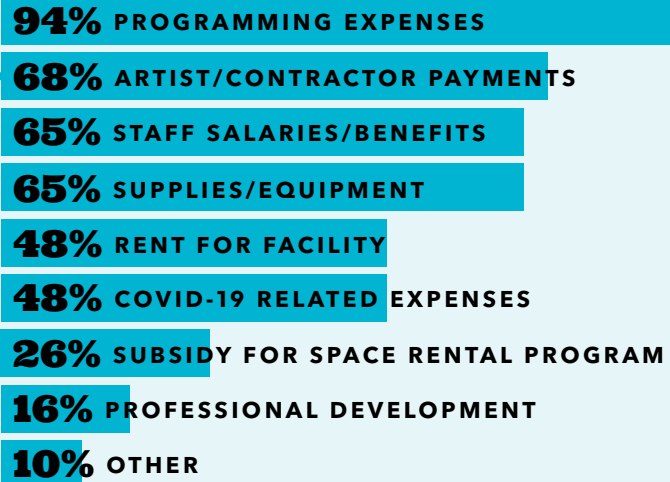 94% PROGRAMMING EXPENSES
68% ARTIST/CONTRACTOR PAYMENTS
65% STAFF SALARIES/BENEFITS
65% SUPPLIES/EQUIPMENT
48% RENT FOR FACILITY
48% COVID-19 RELATED EXPENSES
26% SUBSIDY FOR SPACE RENTAL PROGRAM
16% PROFESSIONAL DEVELOPMENT
10% OTHER